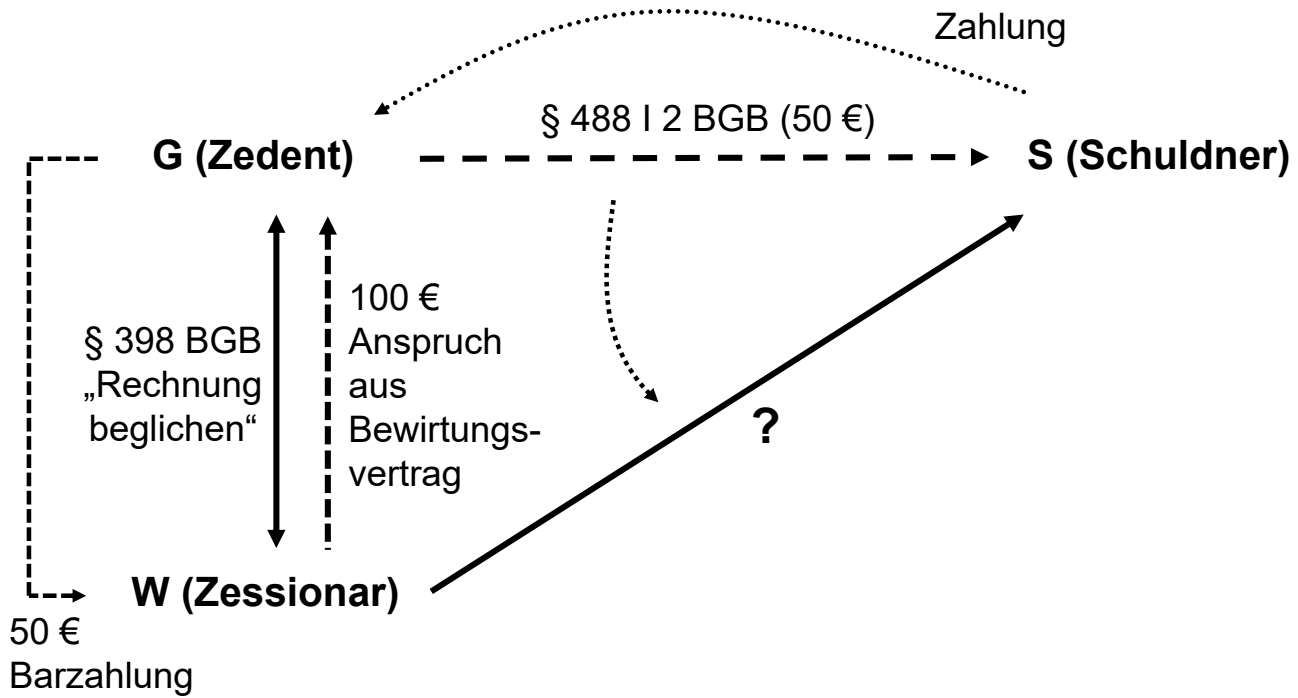 Zahlung
§ 488 I 2 BGB (50 €)
G (Zedent)
S (Schuldner)
§ 398 BGB
„Rechnung
beglichen“
100 €
Anspruch
aus
Bewirtungs-
vertrag
?
W (Zessionar)
50 €
Barzahlung